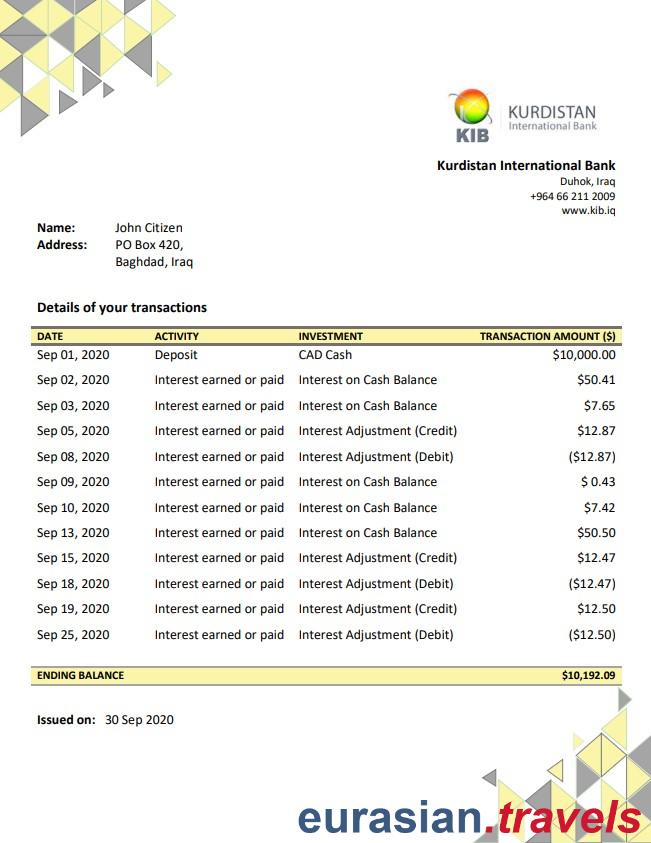 KIB
KURDISTAN
International Bank
Kurdistan International Bank
Duhok, Iraq
+964 66 211 2009
www.kib.iq
Name: John Citizen
Address: PO Box 420,
Baghdad, Iraq
Details of your transactions
DATE ACTIVITY INVESTMENT TRANSACTION AMOUNT ($)
Sep 01, 2020 Deposit CAD Cash $10,000.00
Sep 02, 2020 Interest earned or paid Interest on Cash Balance $50.41
Sep 03, 2020 Interest earned or paid Interest on Cash Balance $7.65
Sep 05, 2020 Interest earned or paid Interest Adjustment (Credit) $12.87
Sep 08, 2020 Interest earned or paid Interest Adjustment (Debit) ($12.87)
Sep 09, 2020 Interest earned or paid Interest on Cash Balance $ 0.43
Sep 10, 2020 Interest earned or paid Interest on Cash Balance $7.42
Sep 13, 2020 Interest earned or paid Interest on Cash Balance $50.50
Sep 15, 2020 Interest earned or paid Interest Adjustment (Credit) $12.47
Sep 18, 2020 Interest earned or paid Interest Adjustment (Debit) ($12.47)
Sep 19, 2020 Interest earned or paid Interest Adjustment (Credit) $12.50
Sep 25, 2020 Interest earned or paid Interest Adjustment (Debit) ($12.50)
ENDING BALANCE $10,192.09
Issued on: 30 Sep 2020
eurasian.travels